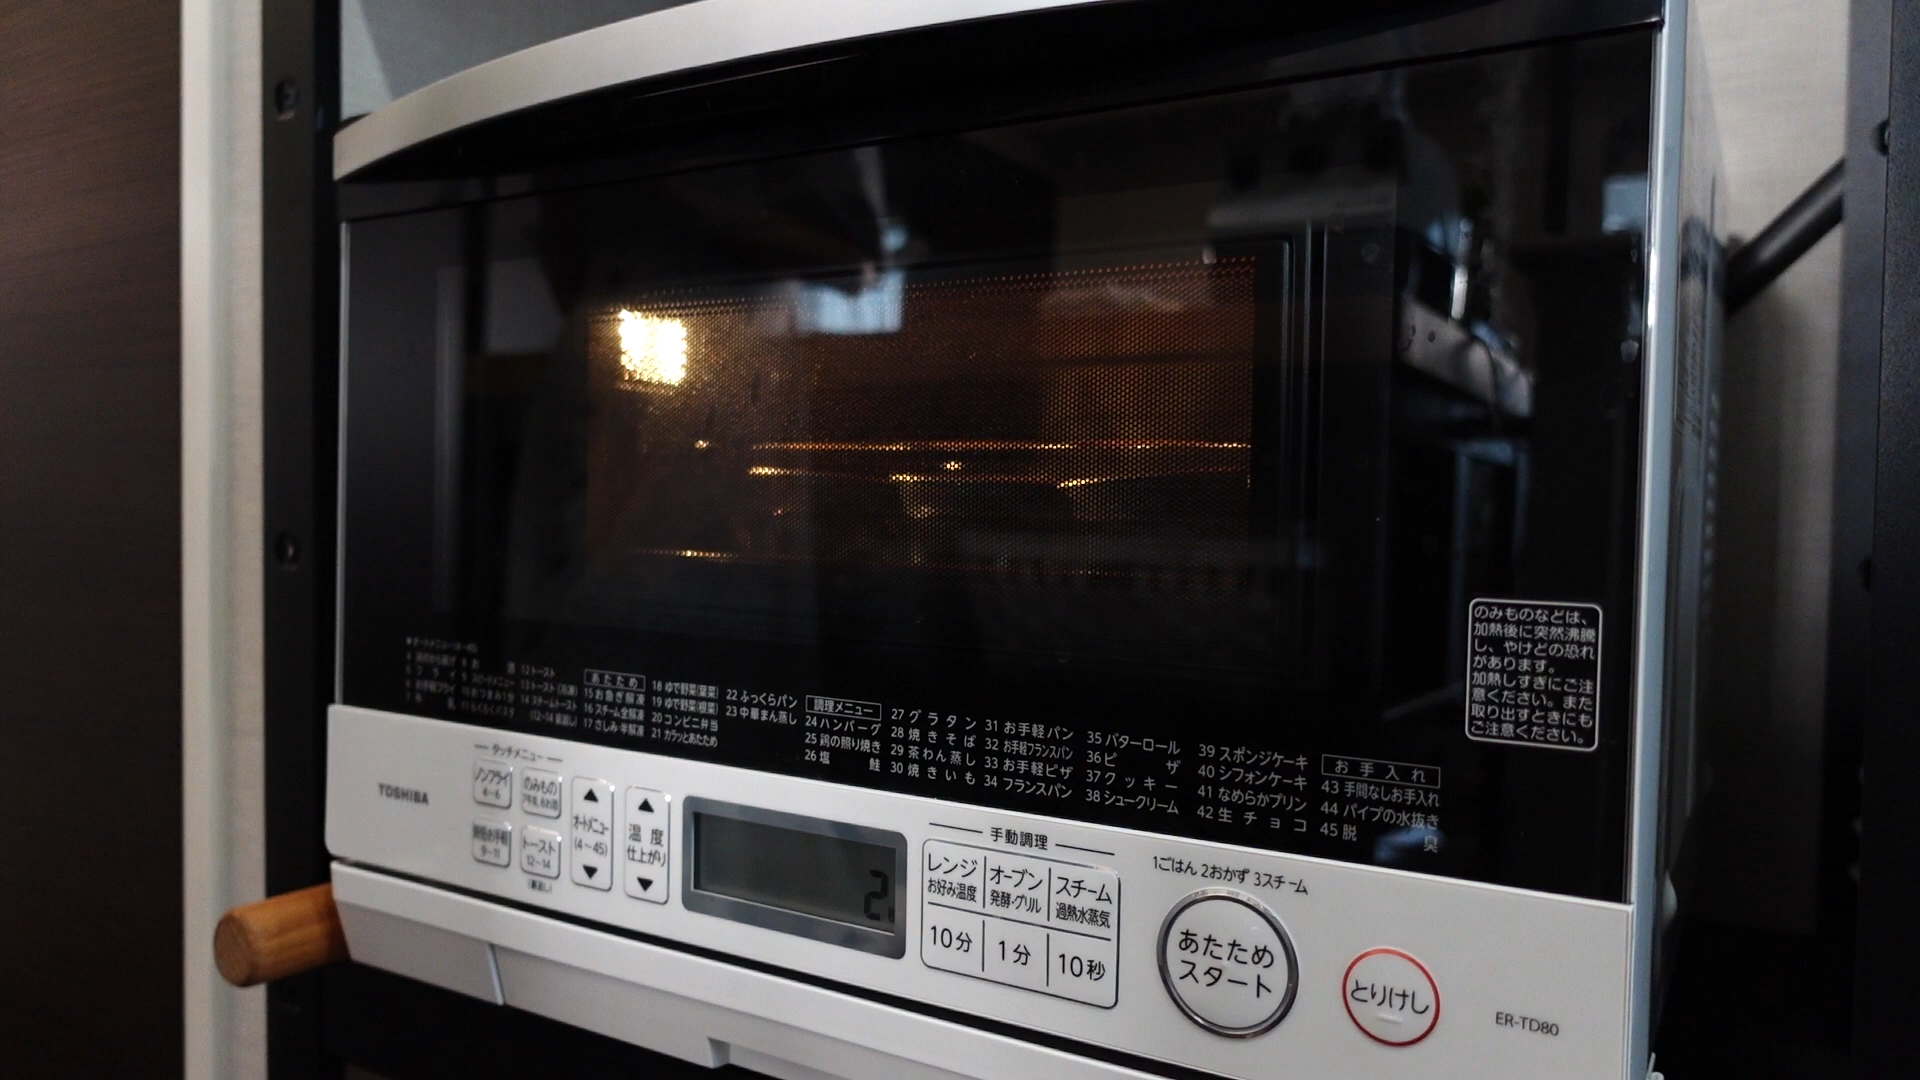 のみものなどは、
加熱後に突然沸騰
し、やけどの恐れ
があります。
加熱しすぎにご注
意ください。また
取り出すときにも
ご注意ください。
12 トースト
13 トースト(冷凍)
14 スチームトースト
(12~14 裏返し)
あたため
15 お急ぎ解凍
16 スチーム全解凍
17 さしみ・半解凍
18 ゆで野菜(葉菜)
19 ゆで野菜(根菜)
20 コンビニ弁当
21 カラッとあたため
22 ふっくらパン
23 中華まん蒸し
調理メニュー
24 ハンバーグ
25 鶏の照り焼き
26 塩鮭
27 グラタン
28 焼きそば
29 茶わん蒸し
30 焼きいも
31 お手軽パン
32 お手軽フランスパン
33 お手軽ピザ
34 フランスパン
35 バターロール
36 ピザ
37 クッキー
38 シュークリーム
39 スポンジケーキ
40 シフォンケーキ
41 なめらかプリン
42 生チョコ
お手入れ
43 手間なしお手入れ
44 パイプの水抜き
45 脱臭
TOSHIBA
タッチメニュー
ノンフライ
4~6
のみもの
9~11
トースト
12~14
(裏返し)
▲
オートメニュー
(4~45)
▼
▲
温度
仕上がり
▼
2
手動調理
レンジ
お好み温度
オーブン
発酵・グリル
スチーム
過熱水蒸気
10分
1分
10秒
1ごはん 2おかず 3スチーム
あたため
スタート
とりけし
ER-TD80